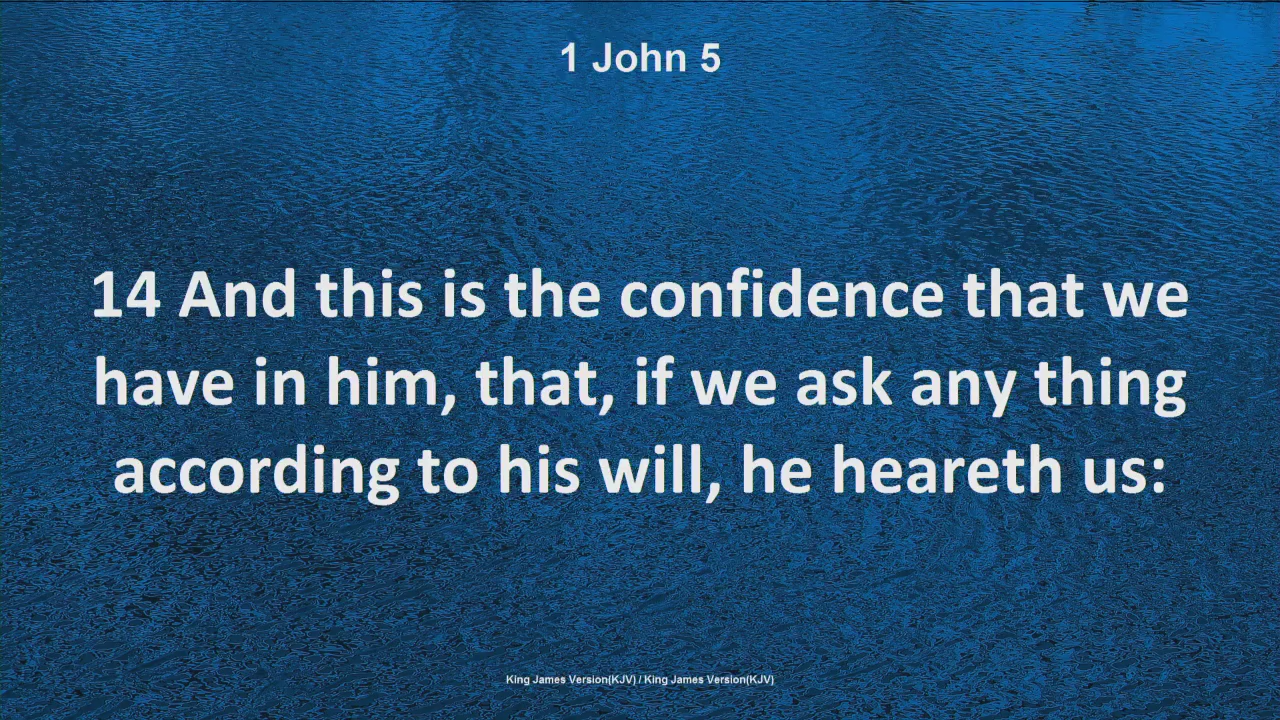 1 John 5
14 And this is the confidence that we
have in him, that, if we ask any thing
according to his will, he heareth us:
King James Version(KJV) / King James Version(KJV)